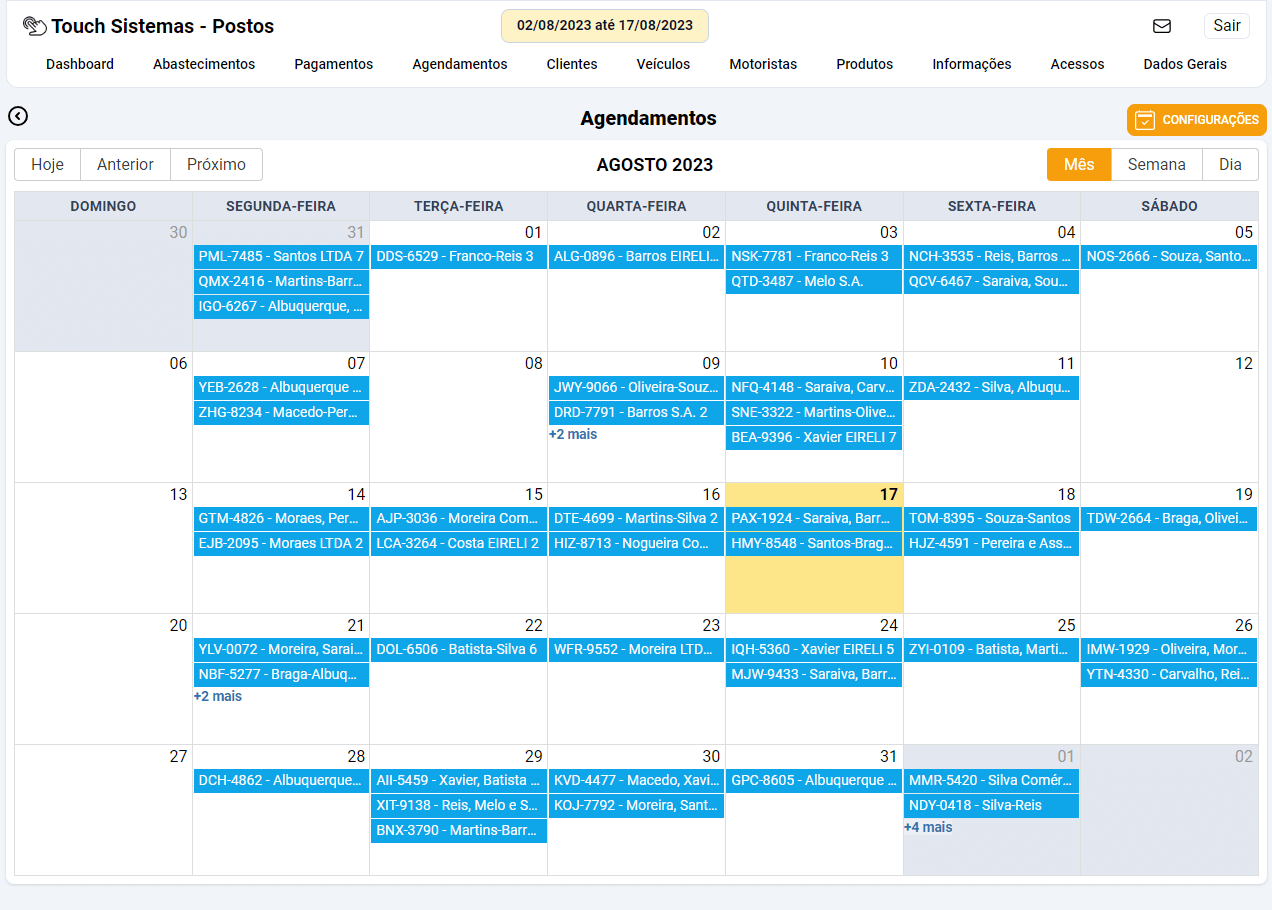 Touch Sistemas - Postos
02/08/2023 até 17/08/2023
Sair
Dashboard Abastecimentos Pagamentos Agendamentos Clientes Veículos Motoristas Produtos Informações Acessos Dados Gerais
Agendamentos
CONFIGURAÇÕES
Hoje Anterior Próximo
AGOSTO 2023
Mês Semana Dia
DOMINGO SEGUNDA-FEIRA TERÇA-FEIRA QUARTA-FEIRA QUINTA-FEIRA SEXTA-FEIRA SÁBADO
30 31 01 02 03 04 05
PML-7485 - Santos LTDA 7 DDS-6529 - Franco-Reis 3 ALG-0896 - Barros EIRELI... NSK-7781 - Franco-Reis 3 NCH-3535 - Reis, Barros ... NOS-2666 - Souza, Santo...
QMX-2416 - Martins-Barr... QTD-3487 - Melo S.A. QCV-6467 - Saraiva, Sou...
IGO-6267 - Albuquerque, ...
06 07 08 09 10 11 12
YEB-2628 - Albuquerque ... JWY-9066 - Oliveira-Souz... NFQ-4148 - Saraiva, Carv... ZDA-2432 - Silva, Albuqu...
ZHG-8234 - Macedo-Per... DRD-7791 - Barros S.A. 2 SNE-3322 - Martins-Olive...
+2 mais BEA-9396 - Xavier EIRELI 7
13 14 15 16 17 18 19
GTM-4826 - Moraes, Per... AJP-3036 - Moreira Com... DTE-4699 - Martins-Silva 2 PAX-1924 - Saraiva, Barr... TOM-8395 - Souza-Santos TDW-2664 - Braga, Olivei...
EJB-2095 - Moraes LTDA 2 LCA-3264 - Costa EIRELI 2 HIZ-8713 - Nogueira Co... HMY-8548 - Santos-Brag... HJZ-4591 - Pereira e Ass...
20 21 22 23 24 25 26
YLV-0072 - Moreira, Sarai... DOL-6506 - Batista-Silva 6 WFR-9552 - Moreira LTD... IQH-5360 - Xavier EIRELI 5 ZYI-0109 - Batista, Marti... IMW-1929 - Oliveira, Mor...
NBF-5277 - Braga-Albuq... MJW-9433 - Saraiva, Barr... YTN-4330 - Carvalho, Rei...
+2 mais
27 28 29 30 31 01 02
DCH-4862 - Albuquerque... AII-5459 - Xavier, Batista ... KVD-4477 - Macedo, Xavi... GPC-8605 - Albuquerque ... MMR-5420 - Silva Comér...
XIT-9138 - Reis, Melo e S... KOJ-7792 - Moreira, Sant... NDY-0418 - Silva-Reis
BNX-3790 - Martins-Barr... +4 mais